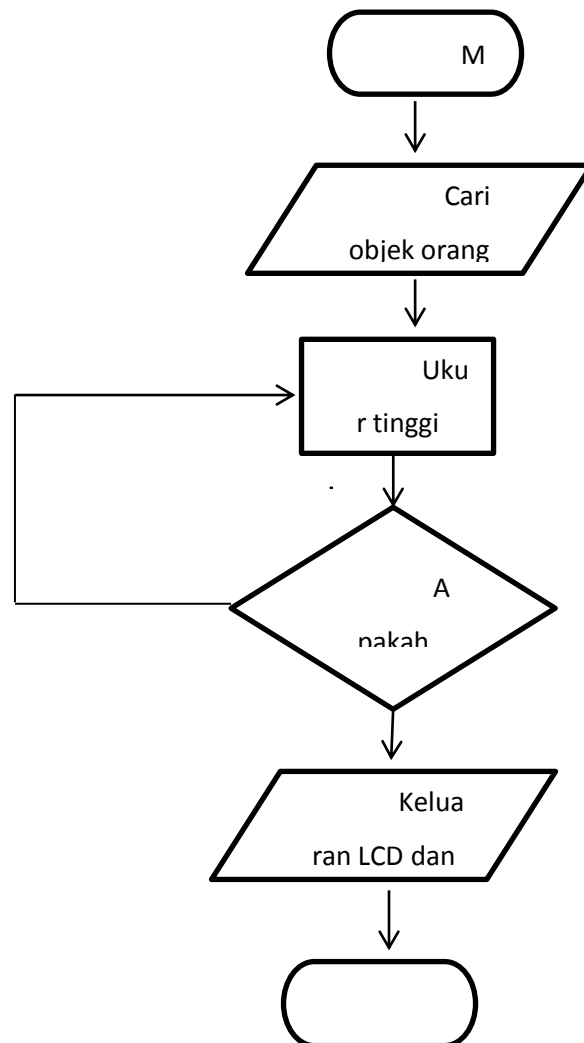 M
Cari
objek orang
Uku
r tinggi
A
pakah
Kelua
ran LCD dan